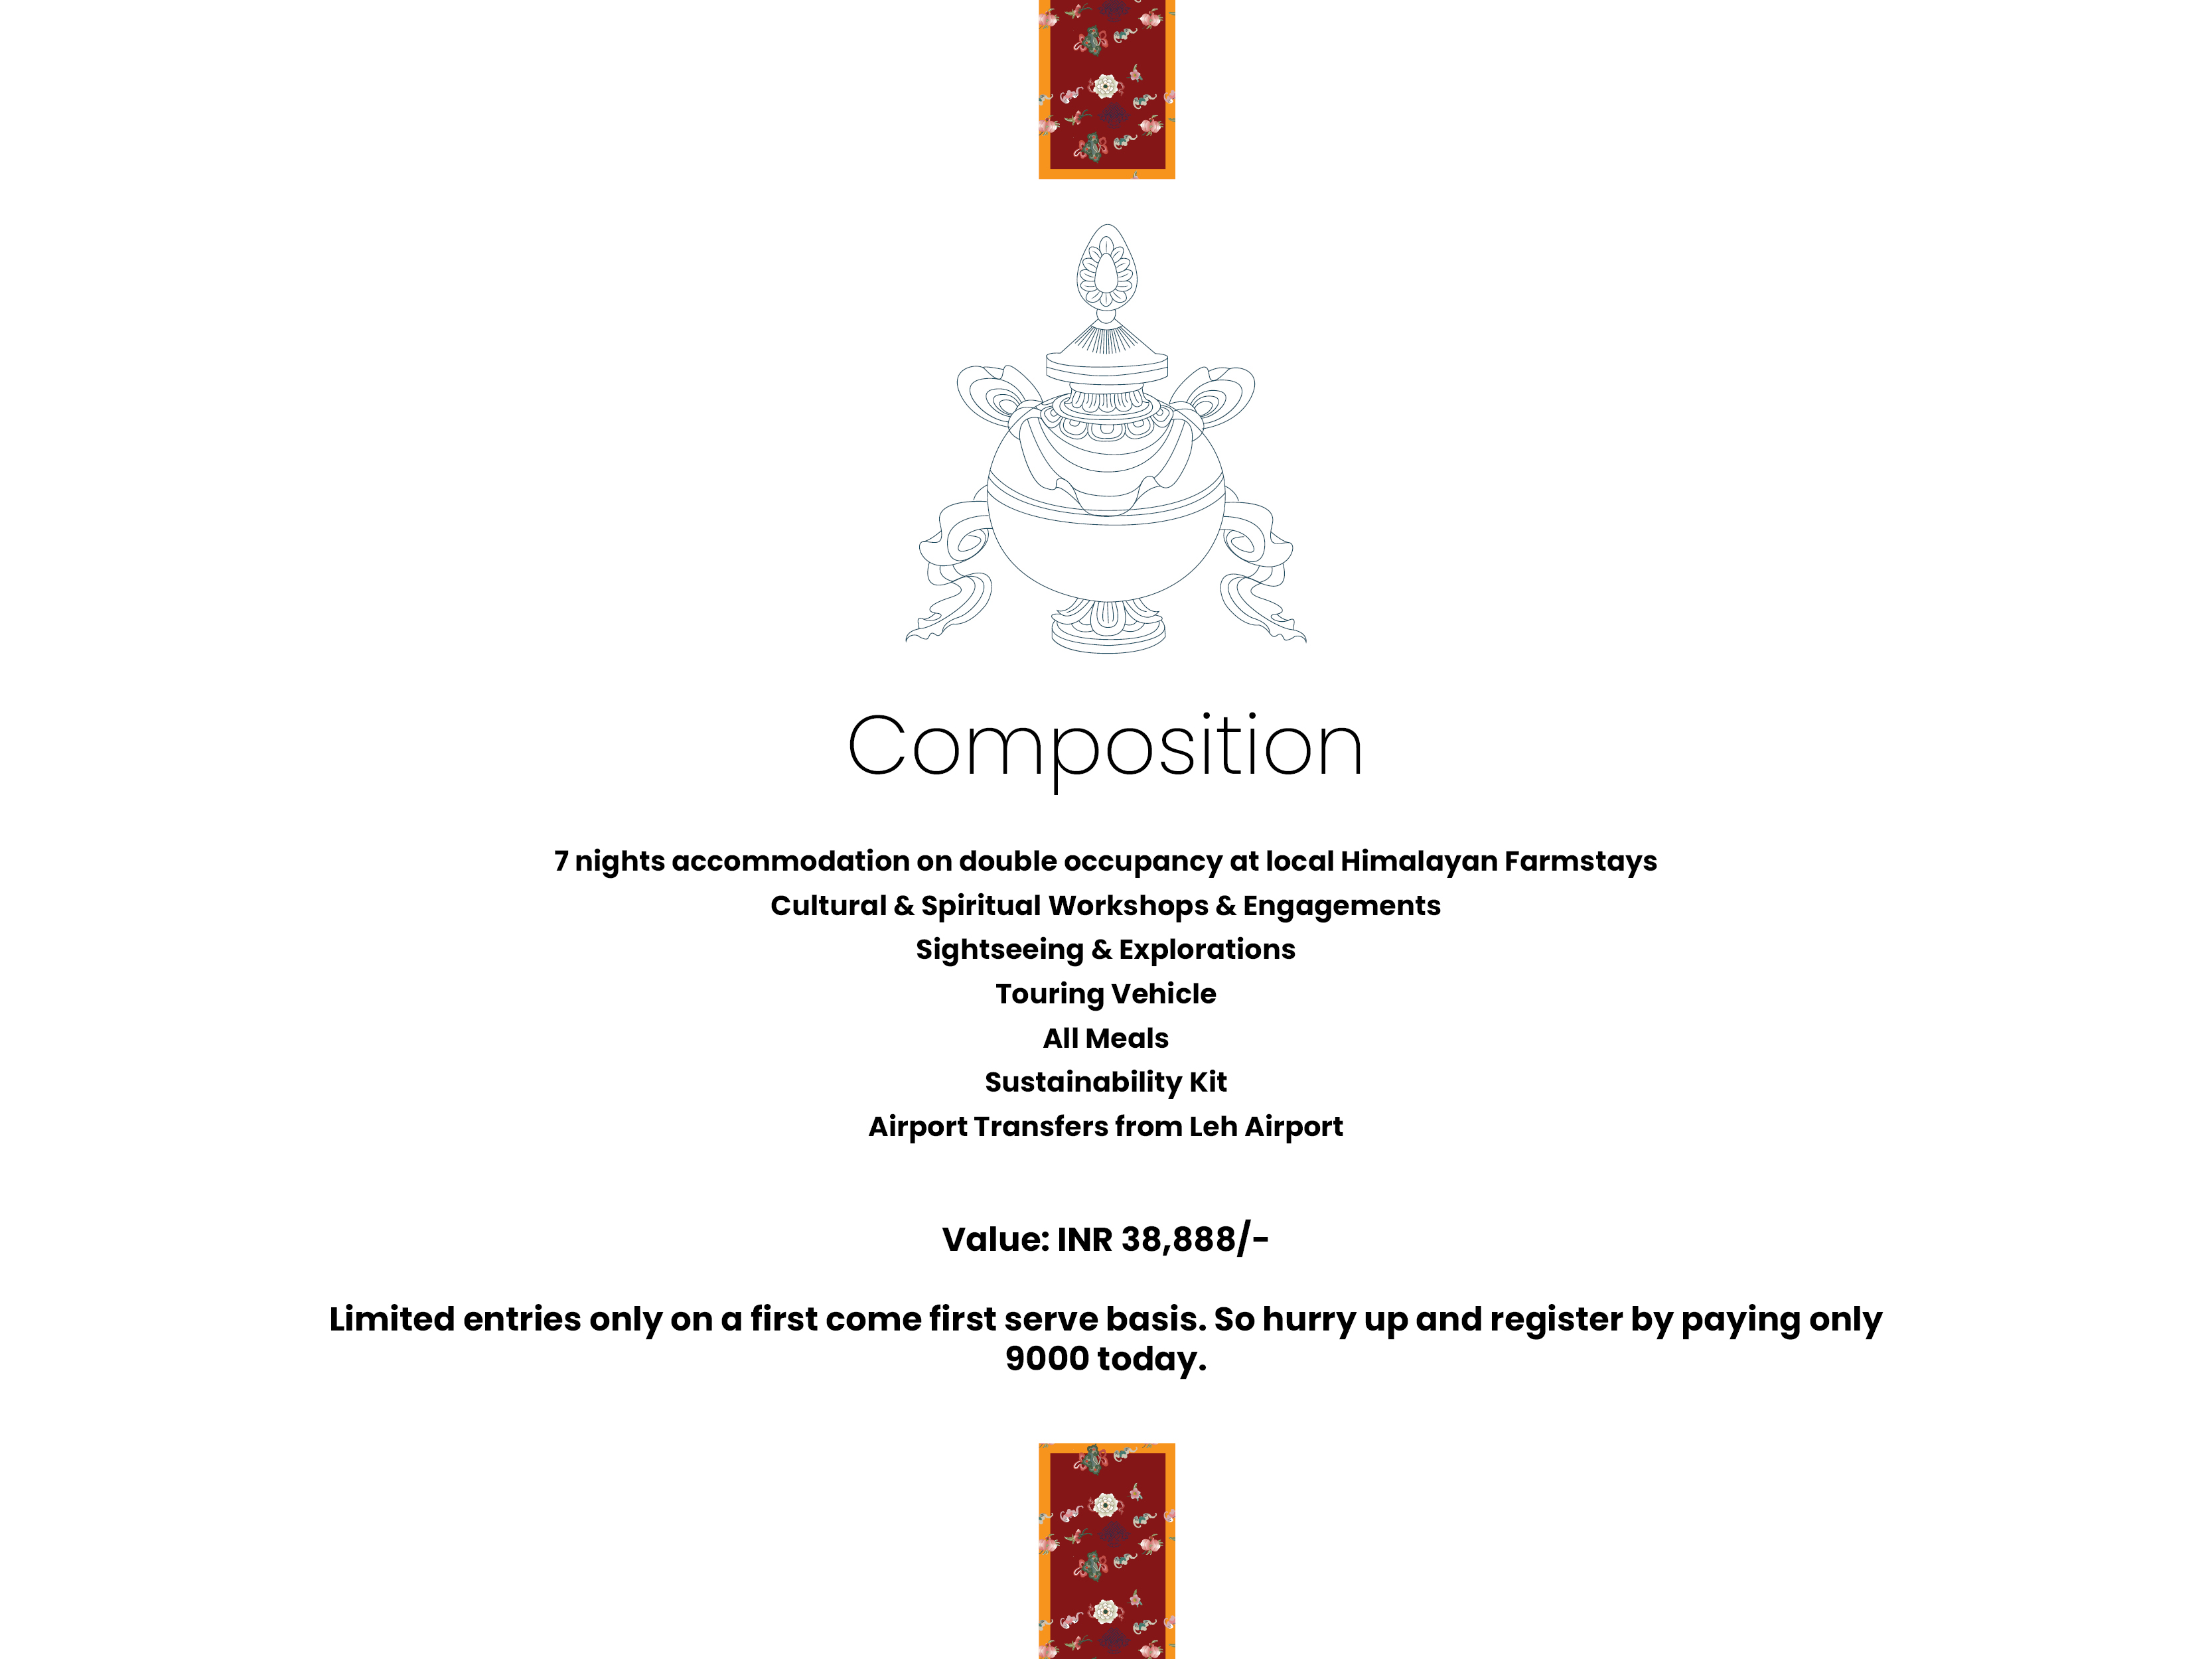 Composition
7 nights accommodation on double occupancy at local Himalayan Farmstays
Cultural & Spiritual Workshops & Engagements
Sightseeing & Explorations
Touring Vehicle
All Meals
Sustainability Kit
Airport Transfers from Leh Airport
Value: INR 38,888/-
Limited entries only on a first come first serve basis. So hurry up and register by paying only
9000 today.